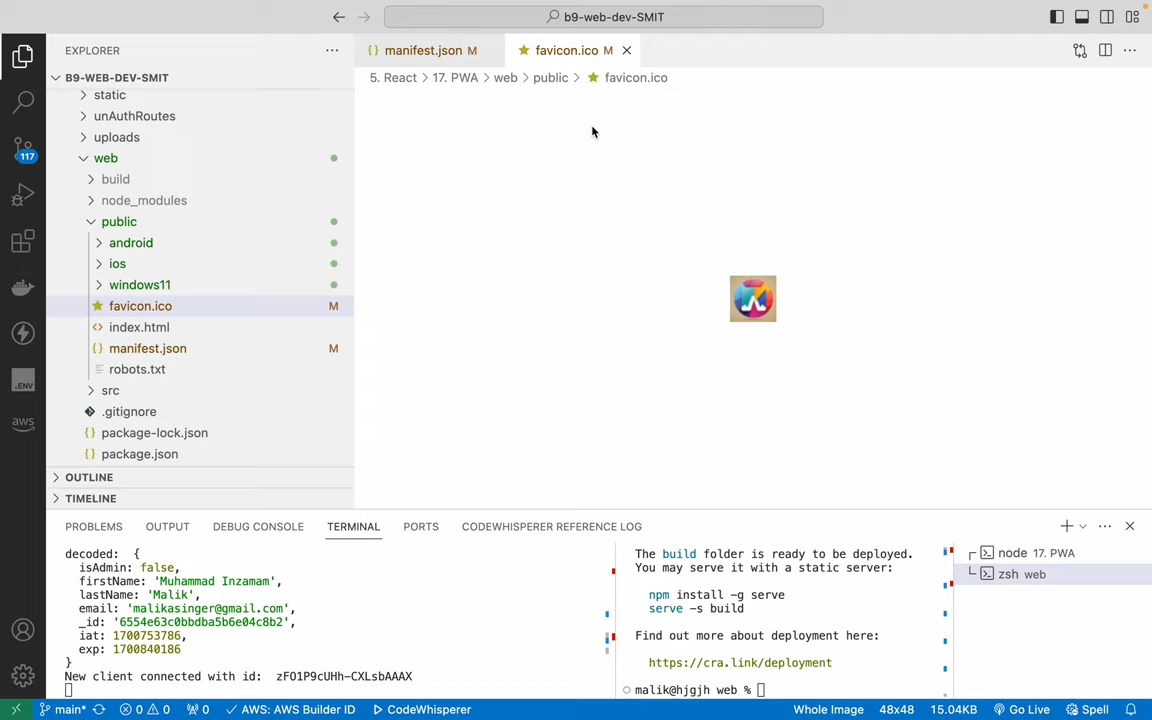 b9-web-dev-SMIT
EXPLORER
manifest.json M
favicon.ico M
5. React > 17. PWA > web > public > favicon.ico
B9-WEB-DEV-SMIT
static
unAuthRoutes
uploads
web
build
node_modules
public
android
ios
windows11
favicon.ico M
index.html
manifest.json M
robots.txt
src
.gitignore
package-lock.json
package.json
OUTLINE
TIMELINE
117
.ENV
aws
PROBLEMS OUTPUT DEBUG CONSOLE TERMINAL PORTS CODEWHISPERER REFERENCE LOG
decoded: {
isAdmin: false,
firstName: 'Muhammad Inzamam',
lastName: 'Malik',
email: 'malikasinger@gmail.com',
_id: '6554e63c0bbdba5b6e04c8b2',
iat: 1700753786,
exp: 1700840186
}
New client connected with id: zFO1P9cUHh-CXLsbAAAX
The build folder is ready to be deployed.
You may serve it with a static server:
npm install -g serve
serve -s build
Find out more about deployment here:
https://cra.link/deployment
malik@hjgjh web %
node 17. PWA
zsh web
main* 0 0 0 AWS: AWS Builder ID CodeWhisperer Whole Image 48x48 15.04KB Go Live Spell